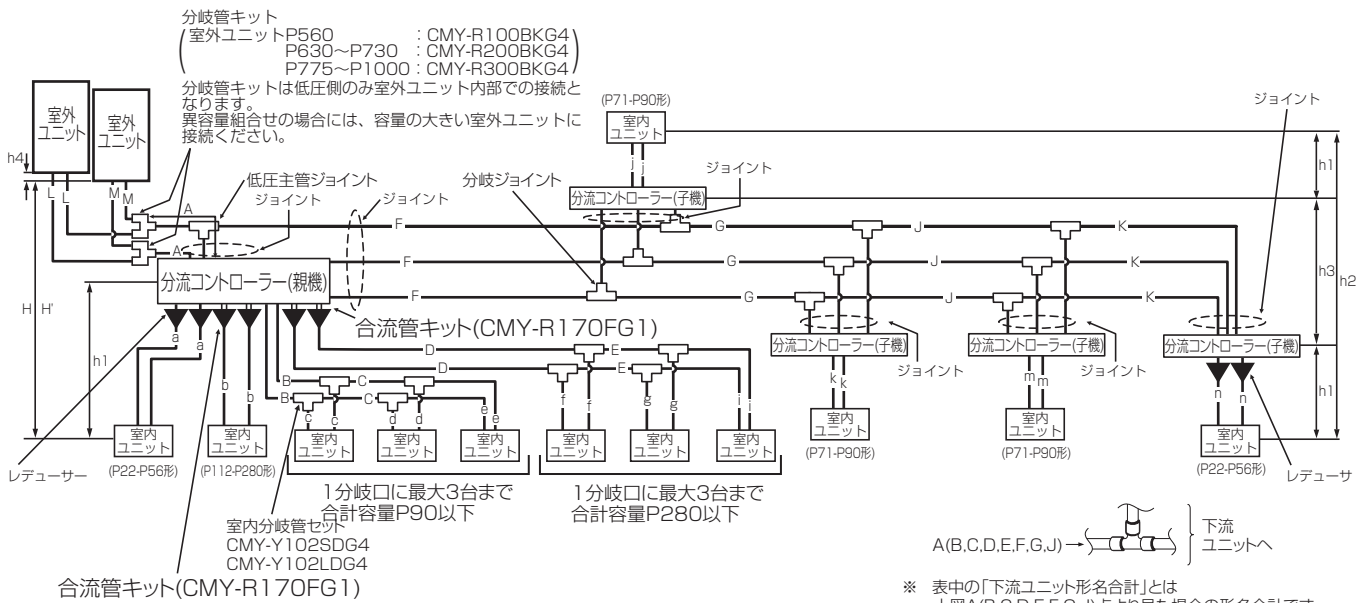 分岐管キット
室外ユニットP560 : CMY-R100BKG4
P630～P730 : CMY-R200BKG4
P775～P1000 : CMY-R300BKG4
分岐管キットは低圧側のみ室外ユニット内部での接続と
なります。
異容量組合せの場合には、容量の大きい室外ユニットに
接続ください。
室外
ユニット
室外
ユニット
h4
L
L
M
M
A
A
低圧主管ジョイント
ジョイント
ジョイント
分岐ジョイント
(P71-P90形)
室内
ユニット
j
j
分流コントローラー(子機)
ジョイント
ジョイント
h1
h3
h2
h1
F
G
J
K
F
G
J
K
F
G
J
K
分流コントローラー(親機)
合流管キット(CMY-R170FG1)
H
H'
h1
a
a
b
b
B
C
B
C
D
E
D
E
c
c
d
d
e
e
f
f
g
g
i
i
分流コントローラー(子機)
ジョイント
分流コントローラー(子機)
ジョイント
分流コントローラー(子機)
k
k
m
m
n
n
室内
ユニット
(P22-P56形)
室内
ユニット
(P112-P280形)
室内
ユニット
室内
ユニット
室内
ユニット
室内
ユニット
室内
ユニット
室内
ユニット
室内
ユニット
(P71-P90形)
室内
ユニット
(P71-P90形)
室内
ユニット
(P22-P56形)
レデューサー
レデューサ
1分岐口に最大3台まで
合計容量P90以下
1分岐口に最大3台まで
合計容量P280以下
室内分岐管セット
CMY-Y102SDG4
CMY-Y102LDG4
合流管キット(CMY-R170FG1)
A(B,C,D,E,F,G,J)
下流
ユニットへ
※ 表中の「下流ユニット形名合計」とは